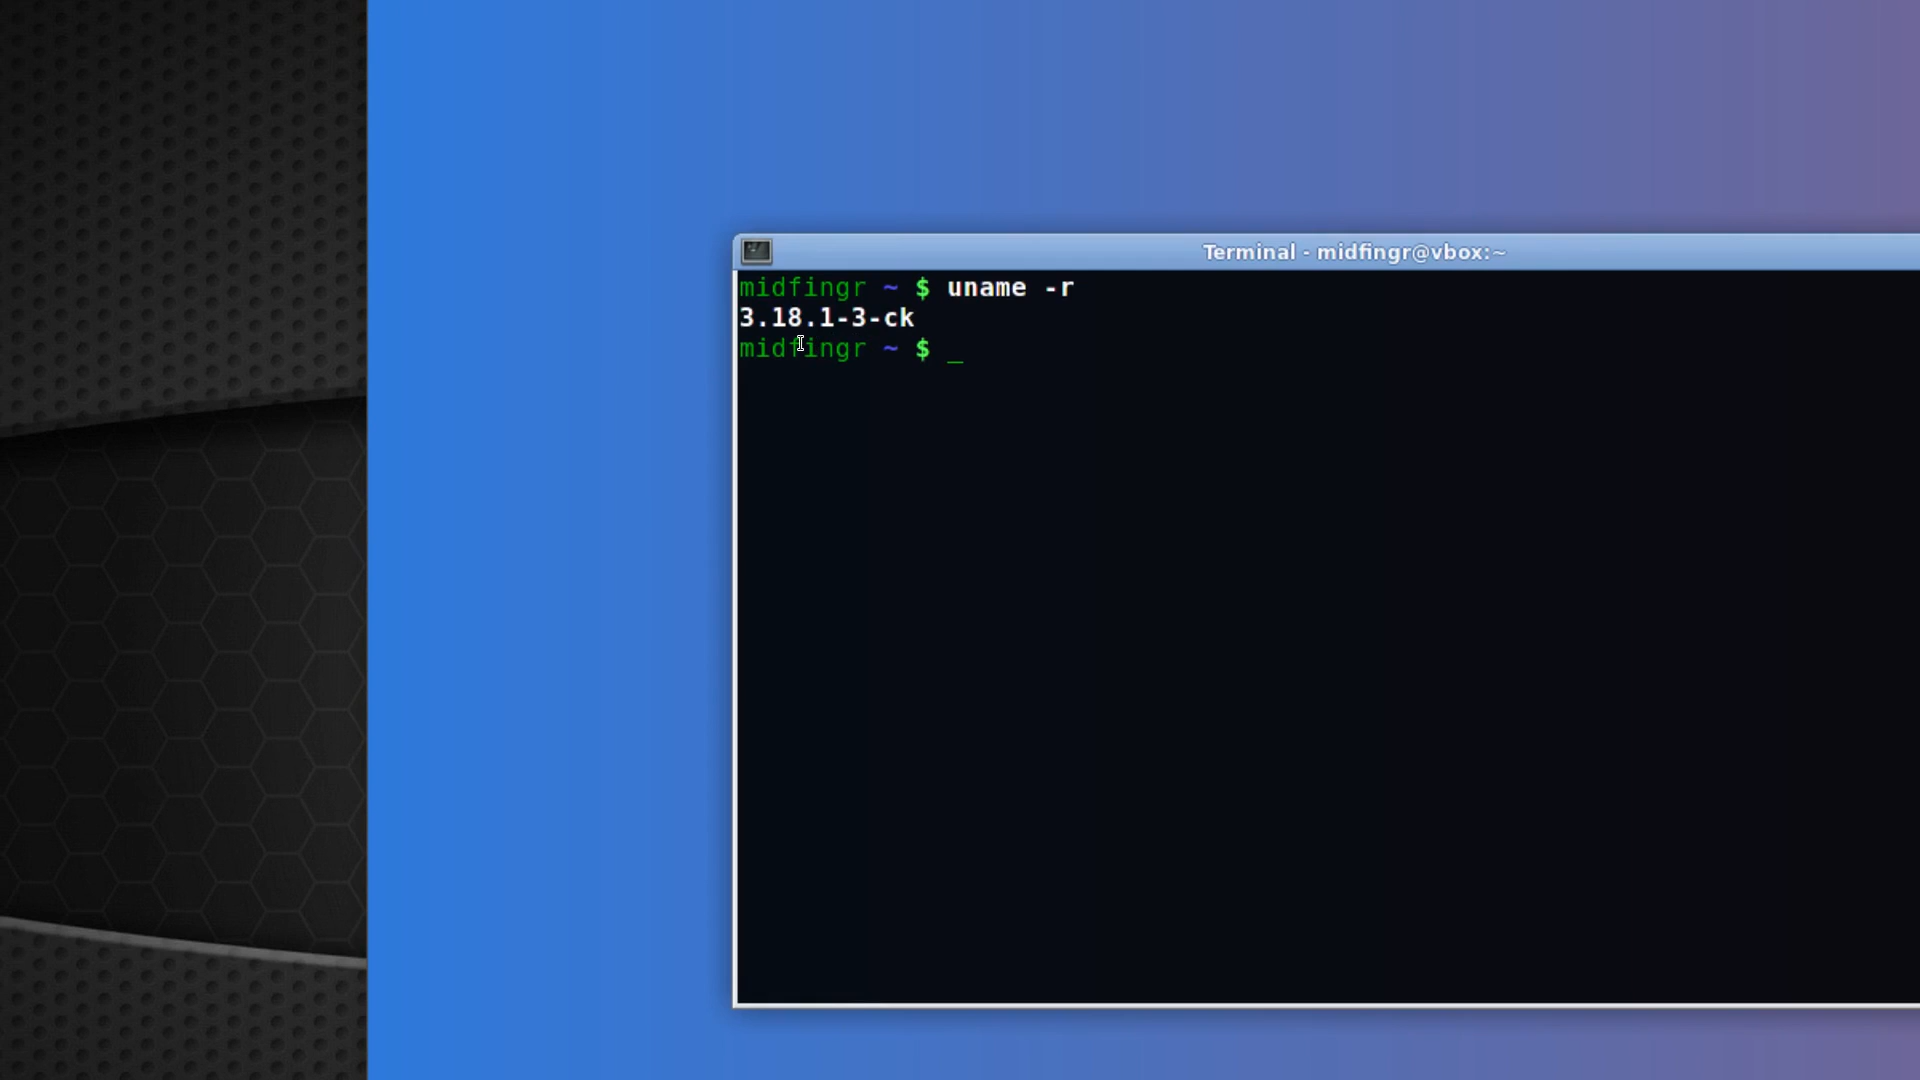 Terminal - midfingr@vbox:~
midfingr ~ $ uname -r
3.18.1-3-ck
midfingr ~ $ _